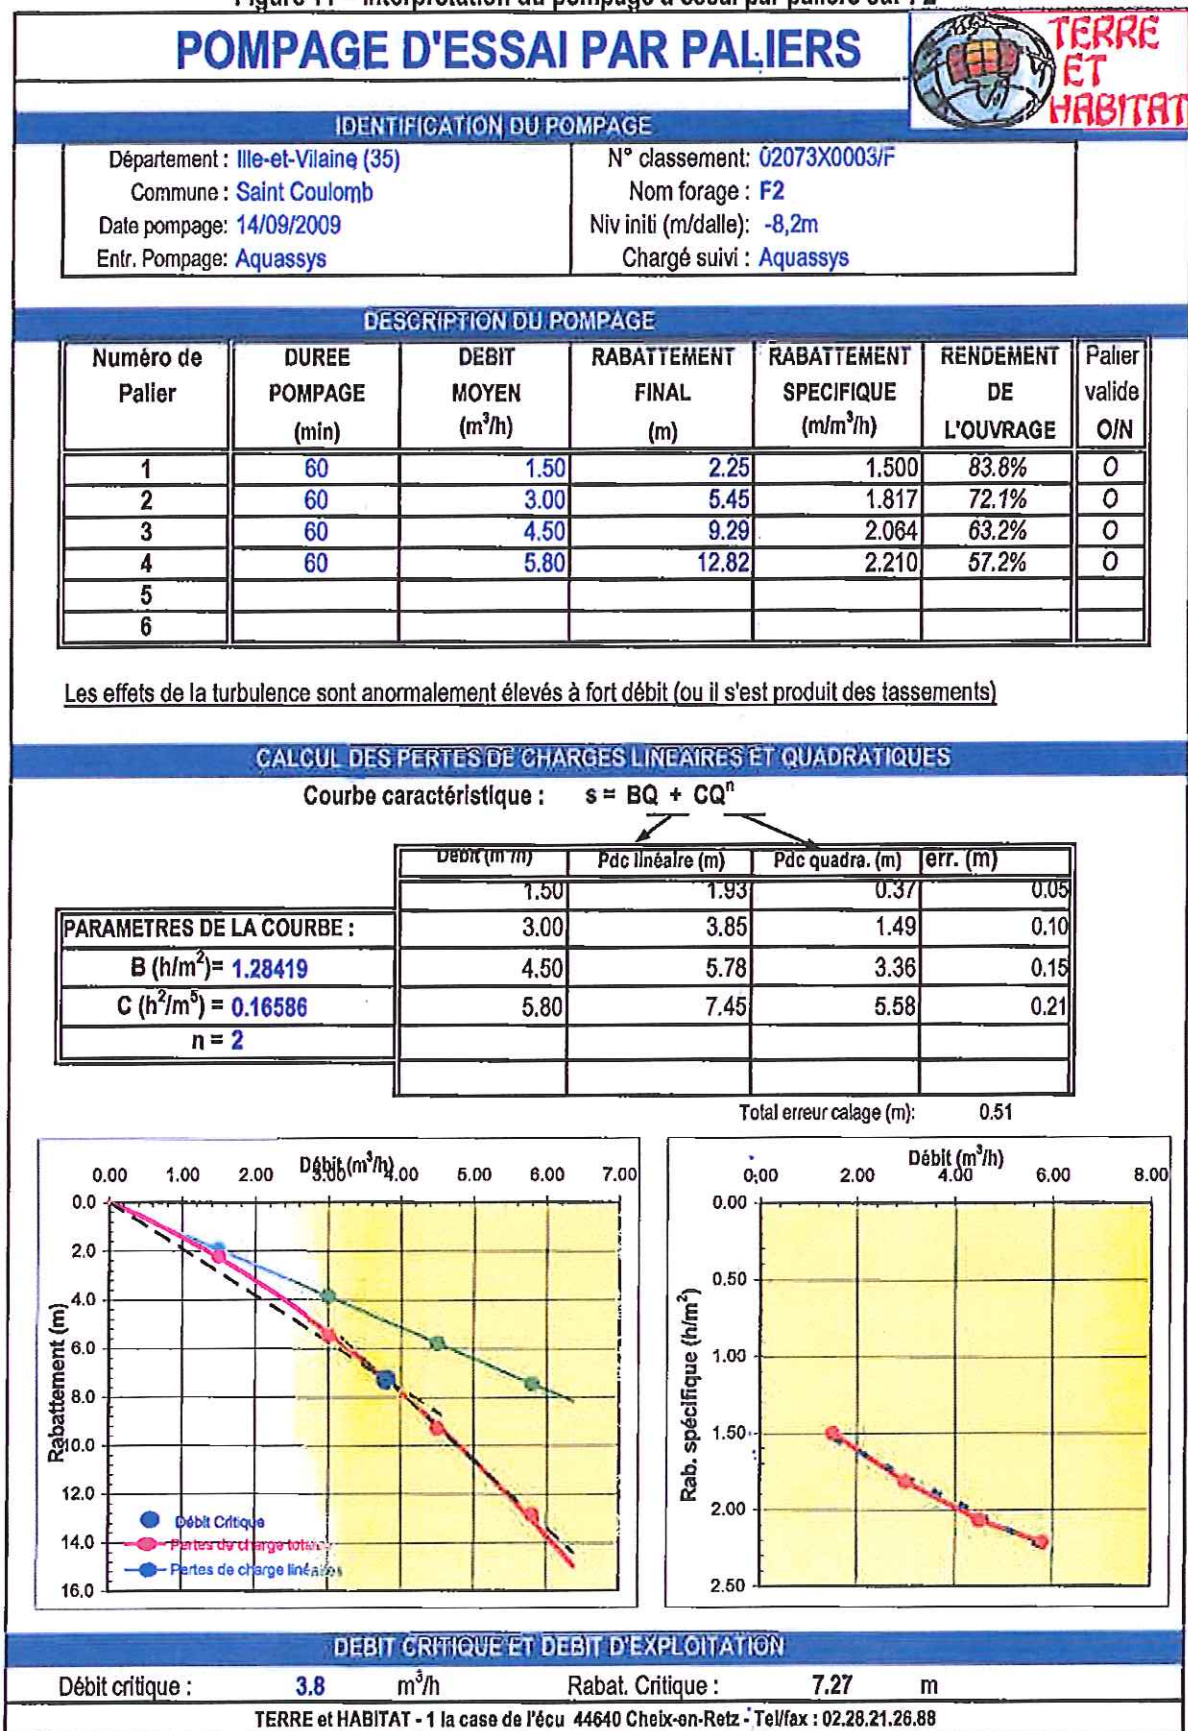 Figure 11 – Interprétation du pompage d'essai par paliers sur F2
POMPAGE D'ESSAI PAR PALIERS
TERRE
ET
HABITAT
IDENTIFICATION DU POMPAGE
Département : Ille-et-Vilaine (35)
N° classement: 02073X0003/F
Commune : Saint Coulomb
Nom forage : F2
Date pompage: 14/09/2009
Niv initi (m/dalle): -8,2m
Entr. Pompage: Aquassys
Chargé suivi : Aquassys
DESCRIPTION DU POMPAGE
Numéro de Palier DUREE POMPAGE (min) DEBIT MOYEN (m³/h) RABATTEMENT FINAL (m) RABATTEMENT SPECIFIQUE (m/m³/h) RENDEMENT DE L'OUVRAGE Palier valide O/N
1 60 1.50 2.25 1.500 83.8% O
2 60 3.00 5.45 1.817 72.1% O
3 60 4.50 9.29 2.064 63.2% O
4 60 5.80 12.82 2.210 57.2% O
5
6
Les effets de la turbulence sont anormalement élevés à fort débit (ou il s'est produit des tassements)
CALCUL DES PERTES DE CHARGES LINEAIRES ET QUADRATIQUES
Courbe caractéristique : s = BQ + CQⁿ
Débit (m³/h) Pdc linéaire (m) Pdc quadra. (m) err. (m)
1.50 1.93 0.37 0.05
3.00 3.85 1.49 0.10
4.50 5.78 3.36 0.15
5.80 7.45 5.58 0.21
PARAMETRES DE LA COURBE :
B (h/m²)= 1.28419
C (h²/m⁵) = 0.16586
n = 2
Total erreur calage (m): 0.51
Débit (m³/h)
0.00 1.00 2.00 3.00 4.00 5.00 6.00 7.00
Rabattement (m)
0.0
2.0
4.0
6.0
8.0
10.0
12.0
14.0
16.0
Débit Critique
Pertes de charge totales
Pertes de charge linéaires
Débit (m³/h)
0.00 2.00 4.00 6.00 8.00
Rab. spécifique (h/m²)
0.00
0.50
1.00
1.50
2.00
2.50
DEBIT CRITIQUE ET DEBIT D'EXPLOITATION
Débit critique : 3.8 m³/h Rabat. Critique : 7.27 m
TERRE et HABITAT - 1 la case de l'écu 44640 Cheix-en-Retz - Tel/fax : 02.28.21.26.88